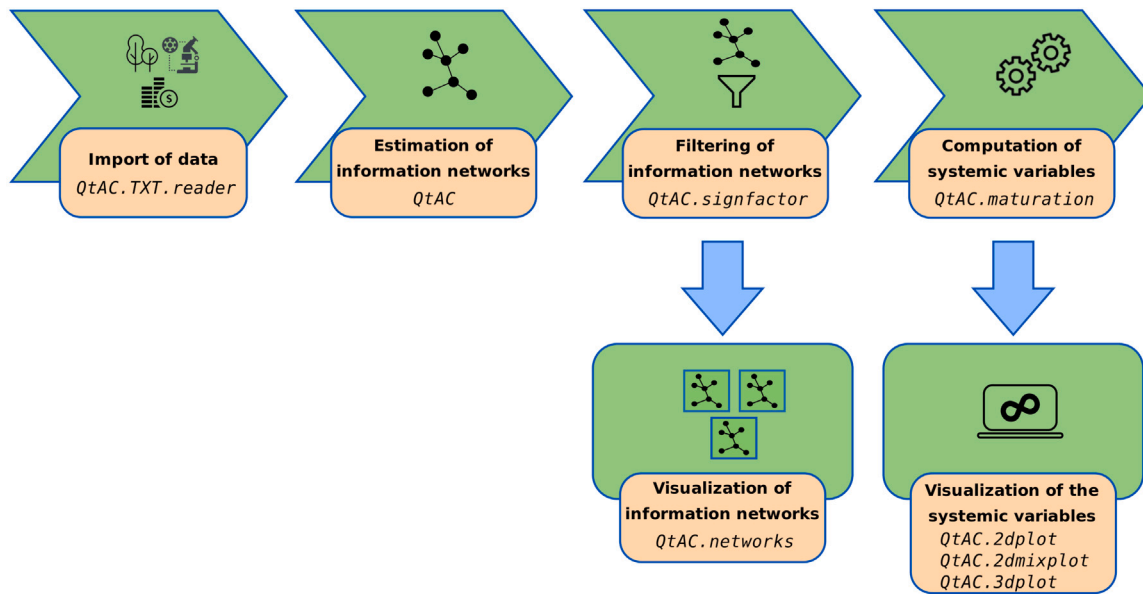 Import of data
QtAC.TXT.reader
Estimation of
information networks
QtAC
Filtering of
information networks
QtAC.signfactor
Computation of
systemic variables
QtAC.maturation
Visualization of
information networks
QtAC.networks
Visualization of the
systemic variables
QtAC.2dplot
QtAC.2dmixplot
QtAC.3dplot
$